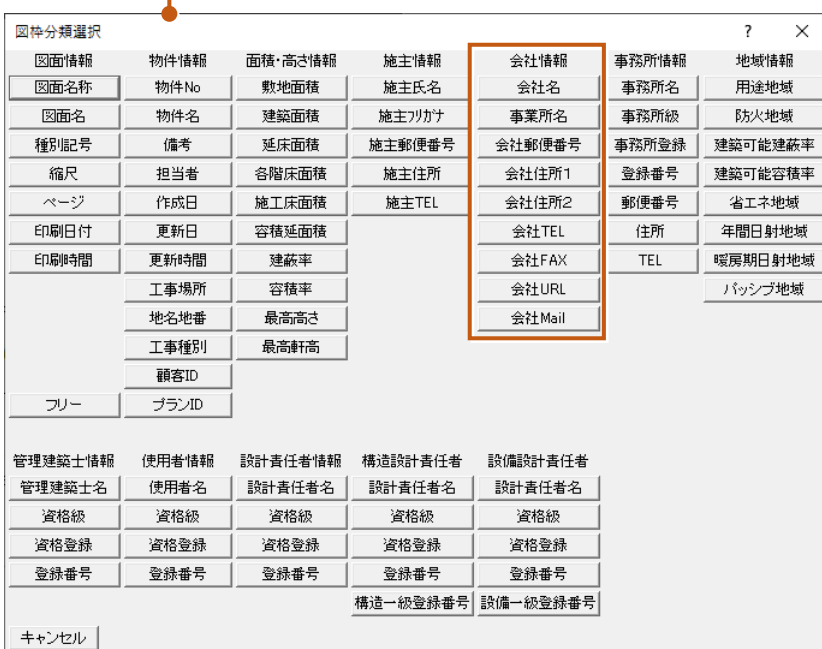 図枠分類選択 ? ×
図面情報 物件情報 面積・高さ情報 施主情報 会社情報 事務所情報 地域情報
図面名称 物件No 敷地面積 施主氏名 会社名 事務所名 用途地域
図面名 物件名 建築面積 施主フリガナ 事業所名 事務所級 防火地域
種別記号 備考 延床面積 施主郵便番号 会社郵便番号 事務所登録 建築可能建蔽率
縮尺 担当者 各階床面積 施主住所 会社住所1 登録番号 建築可能容積率
ページ 作成日 施工床面積 施主TEL 会社住所2 郵便番号 省エネ地域
印刷日付 更新日 容積延面積 会社TEL 住所 年間日射地域
印刷時間 更新時間 建蔽率 会社FAX TEL 暖房期日射地域
工事場所 容積率 会社URL パッシブ地域
地名地番 最高高さ 会社Mail
工事種別 最高軒高
顧客ID
フリー プランID
管理建築士情報 使用者情報 設計責任者情報 構造設計責任者 設備設計責任者
管理建築士名 使用者名 設計責任者名 設計責任者名 設計責任者名
資格級 資格級 資格級 資格級 資格級
資格登録 資格登録 資格登録 資格登録 資格登録
登録番号 登録番号 登録番号 登録番号 登録番号
構造一級登録番号 設備一級登録番号
キャンセル